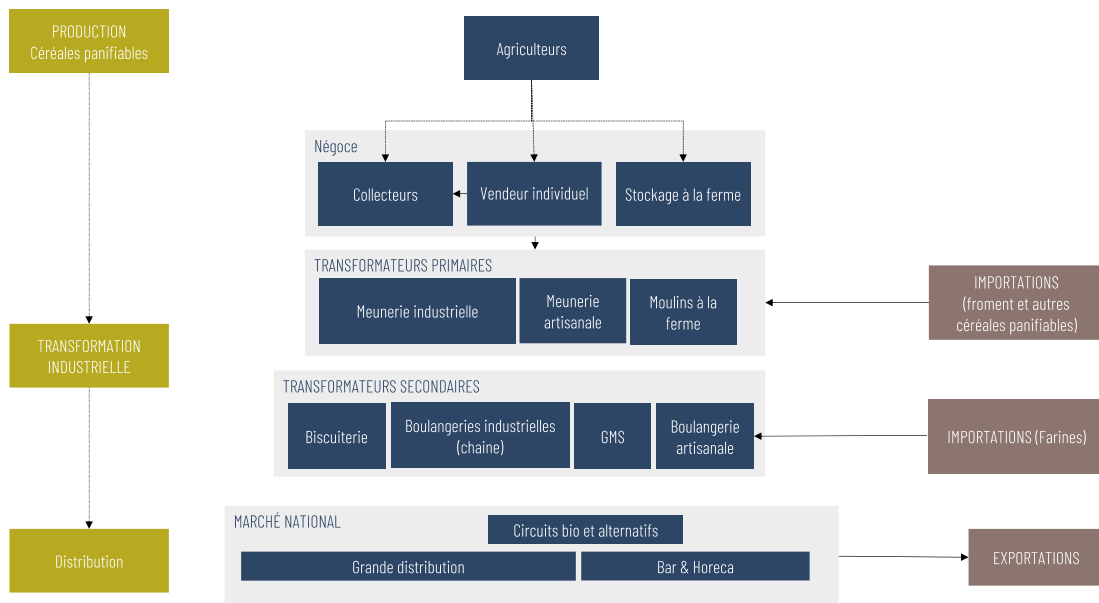 PRODUCTION
Céréales panifiables
Agriculteurs
Négoce
Collecteurs
Vendeur individuel
Stockage à la ferme
TRANSFORMATEURS PRIMAIRES
Meunerie industrielle
Meunerie
artisanale
Moulins à la
ferme
IMPORTATIONS
(froment et autres
céréales panifiables)
TRANSFORMATION
INDUSTRIELLE
TRANSFORMATEURS SECONDAIRES
Biscuiterie
Boulangeries industrielles
(chaine)
GMS
Boulangerie
artisanale
IMPORTATIONS (Farines)
MARCHÉ NATIONAL
Circuits bio et alternatifs
Grande distribution
Bar & Horeca
Distribution
EXPORTATIONS